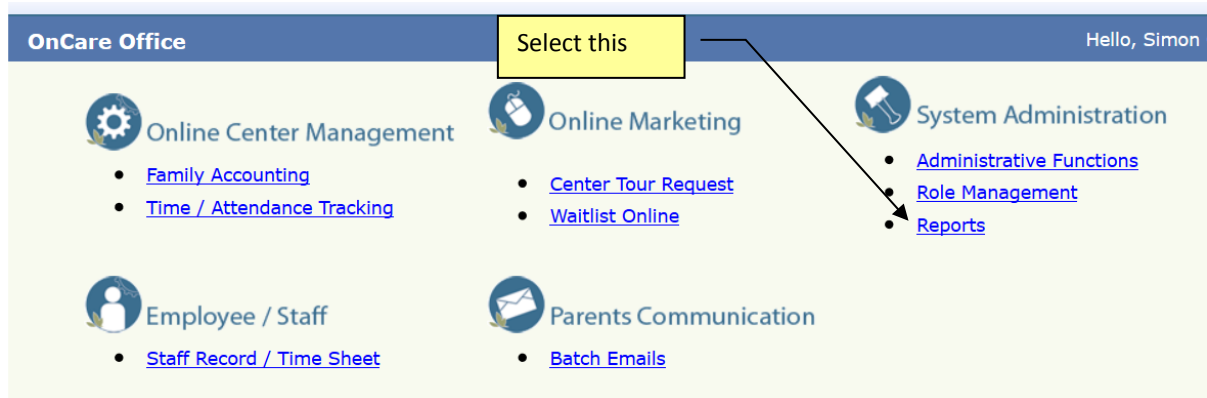 OnCare Office
Select this
Hello, Simon
Online Center Management
Family Accounting
Time / Attendance Tracking
Online Marketing
Center Tour Request
Waitlist Online
System Administration
Administrative Functions
Role Management
Reports
Employee / Staff
Staff Record / Time Sheet
Parents Communication
Batch Emails